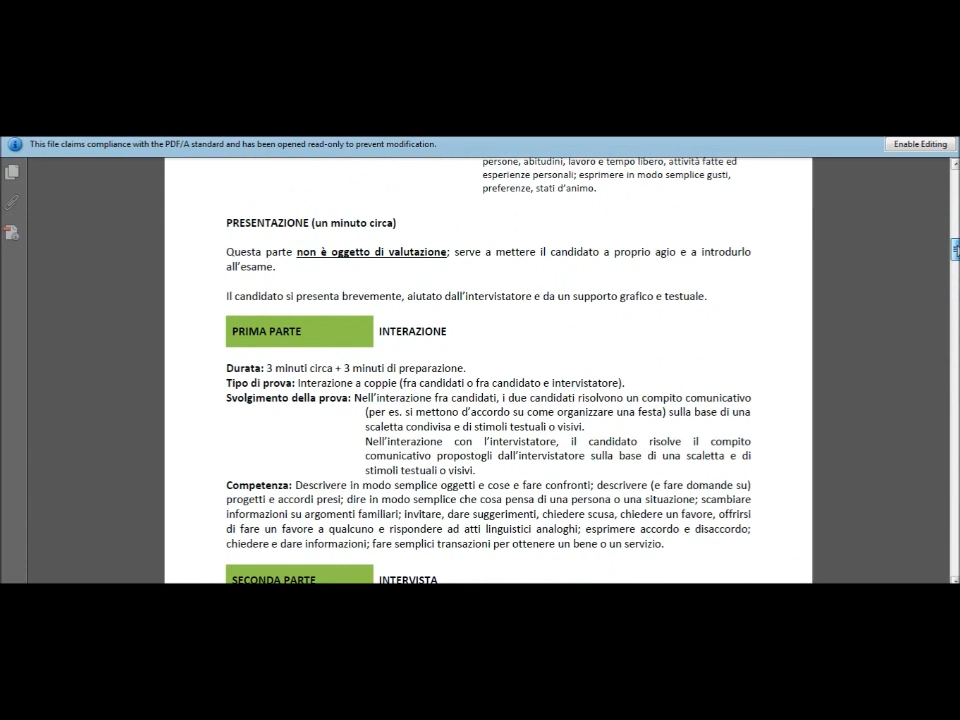 This file claims compliance with the PDF/A standard and has been opened read-only to prevent modification.
Enable Editing
persone, abitudini, lavoro e tempo libero, attività fatte ed
esperienze personali; esprimere in modo semplice gusti,
preferenze, stati d'animo.
PRESENTAZIONE (un minuto circa)
Questa parte non è oggetto di valutazione; serve a mettere il candidato a proprio agio e a introdurlo
all'esame.
Il candidato si presenta brevemente, aiutato dall'intervistatore e da un supporto grafico e testuale.
PRIMA PARTE INTERAZIONE
Durata: 3 minuti circa + 3 minuti di preparazione.
Tipo di prova: Interazione a coppie (fra candidati o fra candidato e intervistatore).
Svolgimento della prova: Nell'interazione fra candidati, i due candidati risolvono un compito comunicativo
(per es. si mettono d'accordo su come organizzare una festa) sulla base di una
scaletta condivisa e di stimoli testuali o visivi.
Nell'interazione con l'intervistatore, il candidato risolve il compito
comunicativo propostogli dall'intervistatore sulla base di una scaletta e di
stimoli testuali o visivi.
Competenza: Descrivere in modo semplice oggetti e cose e fare confronti; descrivere (e fare domande su)
progetti e accordi presi; dire in modo semplice che cosa pensa di una persona o una situazione; scambiare
informazioni su argomenti familiari; invitare, dare suggerimenti, chiedere scusa, chiedere un favore, offrirsi
di fare un favore a qualcuno e rispondere ad atti linguistici analoghi; esprimere accordo e disaccordo;
chiedere e dare informazioni; fare semplici transazioni per ottenere un bene o un servizio.
SECONDA PARTE INTERVISTA